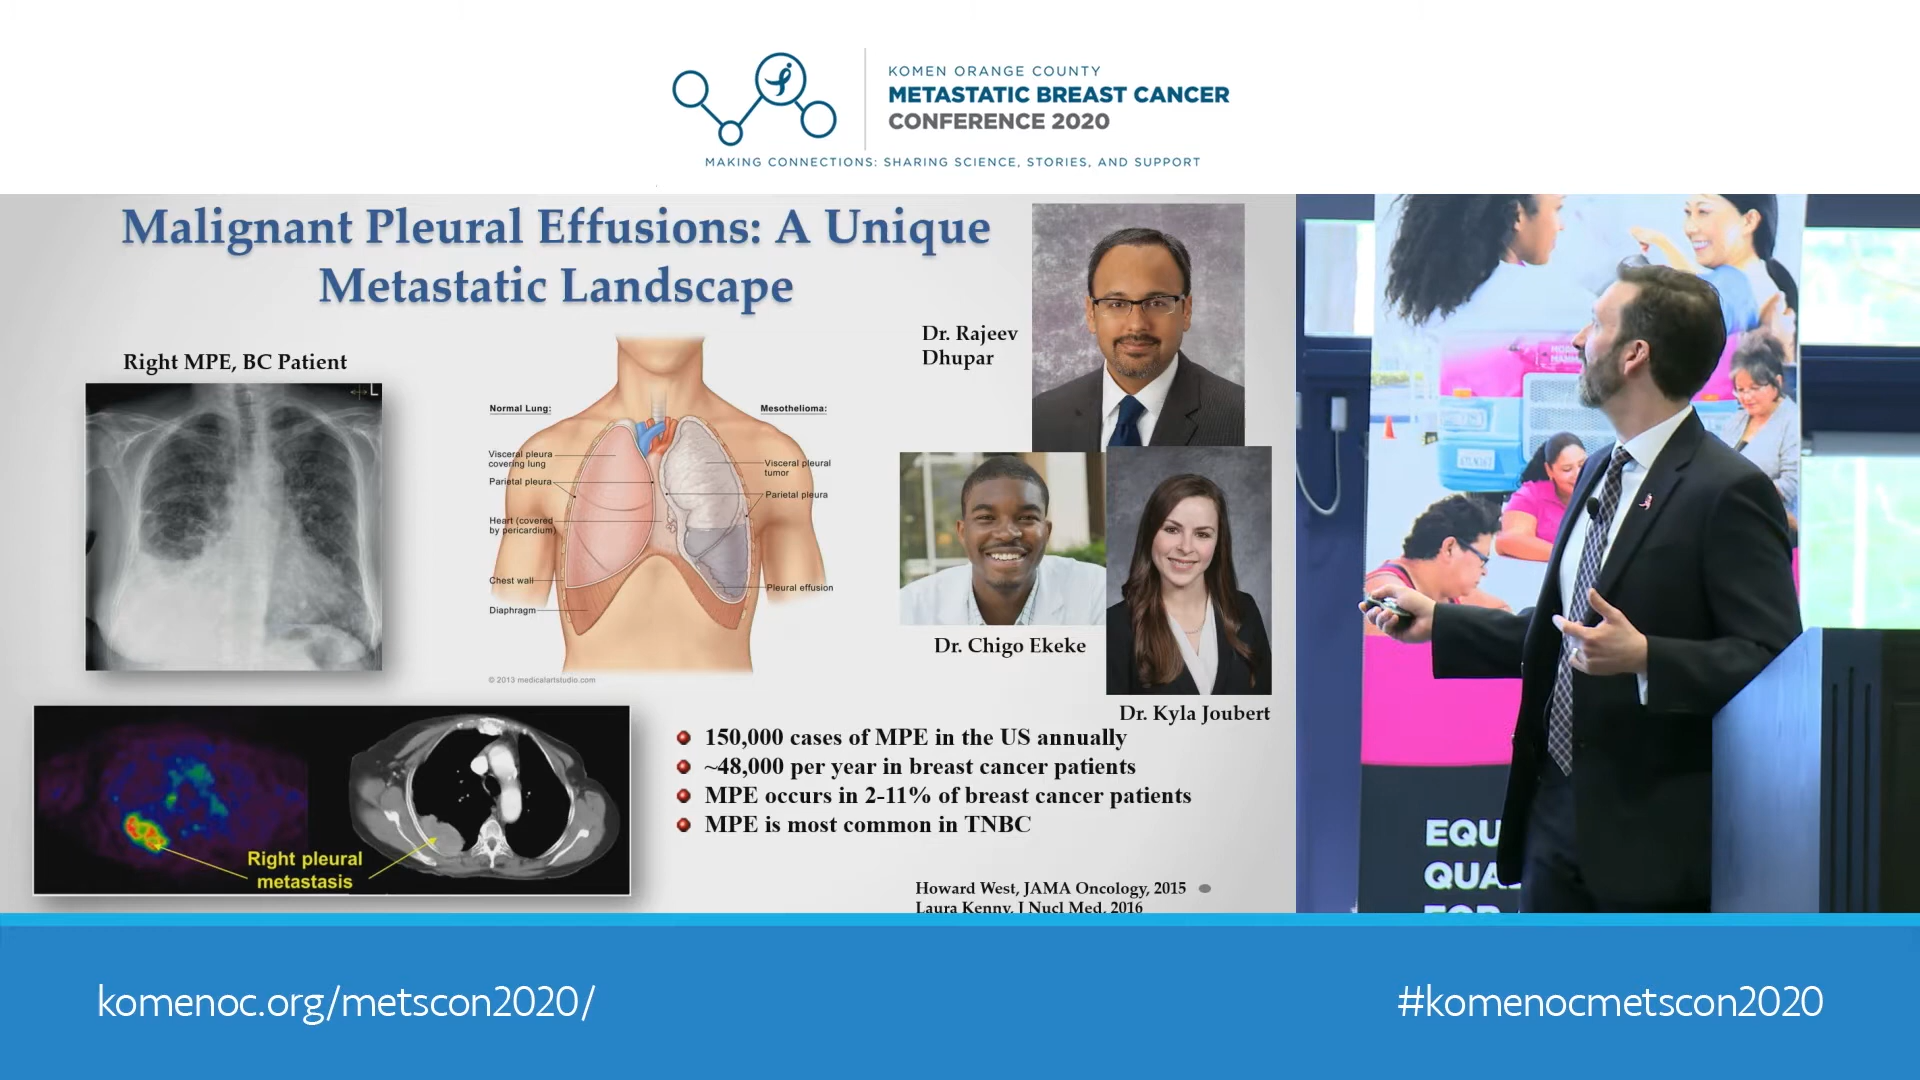 KOMEN ORANGE COUNTY
METASTATIC BREAST CANCER
CONFERENCE 2020
MAKING CONNECTIONS: SHARING SCIENCE, STORIES, AND SUPPORT
Malignant Pleural Effusions: A Unique
Metastatic Landscape
Right MPE, BC Patient
L
Normal Lung:
Visceral pleura
covering lung
Parietal pleura
Heart (covered
by pericardium)
Chest wall
Diaphragm
Mesothelioma:
Visceral pleural
tumor
Parietal pleura
Pleural effusion
© 2013 medicalartstudio.com
Dr. Rajeev
Dhupar
Dr. Chigo Ekeke
Dr. Kyla Joubert
Right pleural
metastasis
150,000 cases of MPE in the US annually
~48,000 per year in breast cancer patients
MPE occurs in 2-11% of breast cancer patients
MPE is most common in TNBC
Howard West, JAMA Oncology, 2015
Laura Kenny, J Nucl Med, 2016
EQU
QUA
FOR
komenoc.org/metscon2020/
#komenocmetscon2020